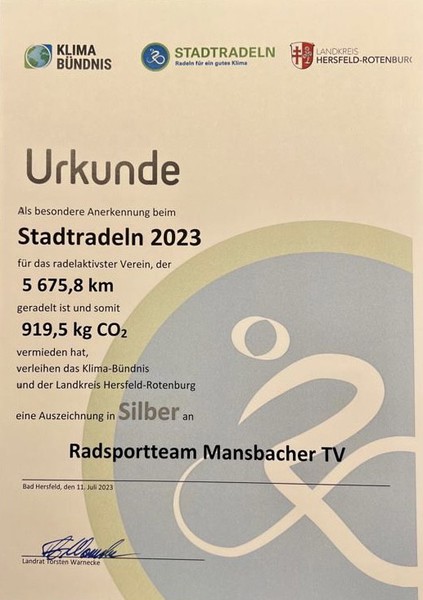 KLIMA
BÜNDNIS
STADTRADELN
Radeln für ein gutes Klima
LANDKREIS
HERSFELD-ROTENBURG
Urkunde
Als besondere Anerkennung beim
Stadtradeln 2023
für das radelaktivster Verein, der
5 675,8 km
geradelt ist und somit
919,5 kg CO₂
vermieden hat,
verleihen das Klima-Bündnis
und der Landkreis Hersfeld-Rotenburg
eine Auszeichnung in Silber an
Radsportteam Mansbacher TV
Bad Hersfeld, den 11. Juli 2023
Landrat Torsten Warnecke